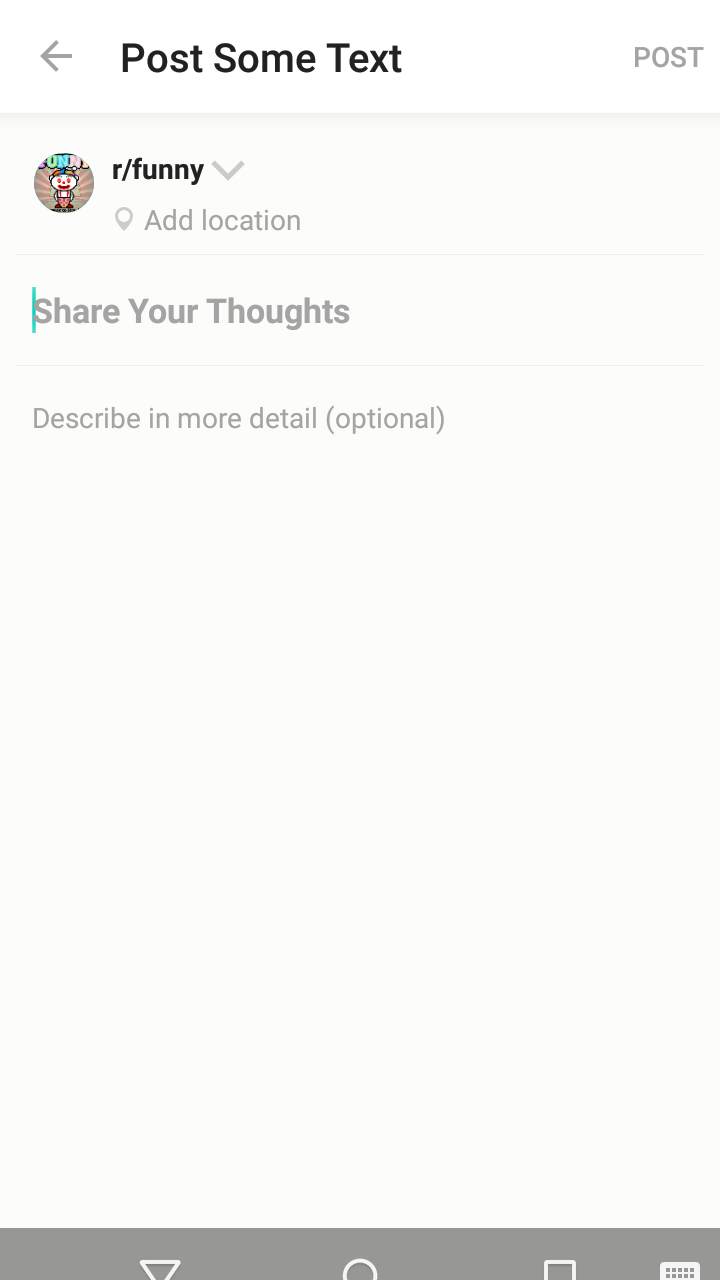 Post Some Text
POST
r/funny
Add location
Share Your Thoughts
Describe in more detail (optional)